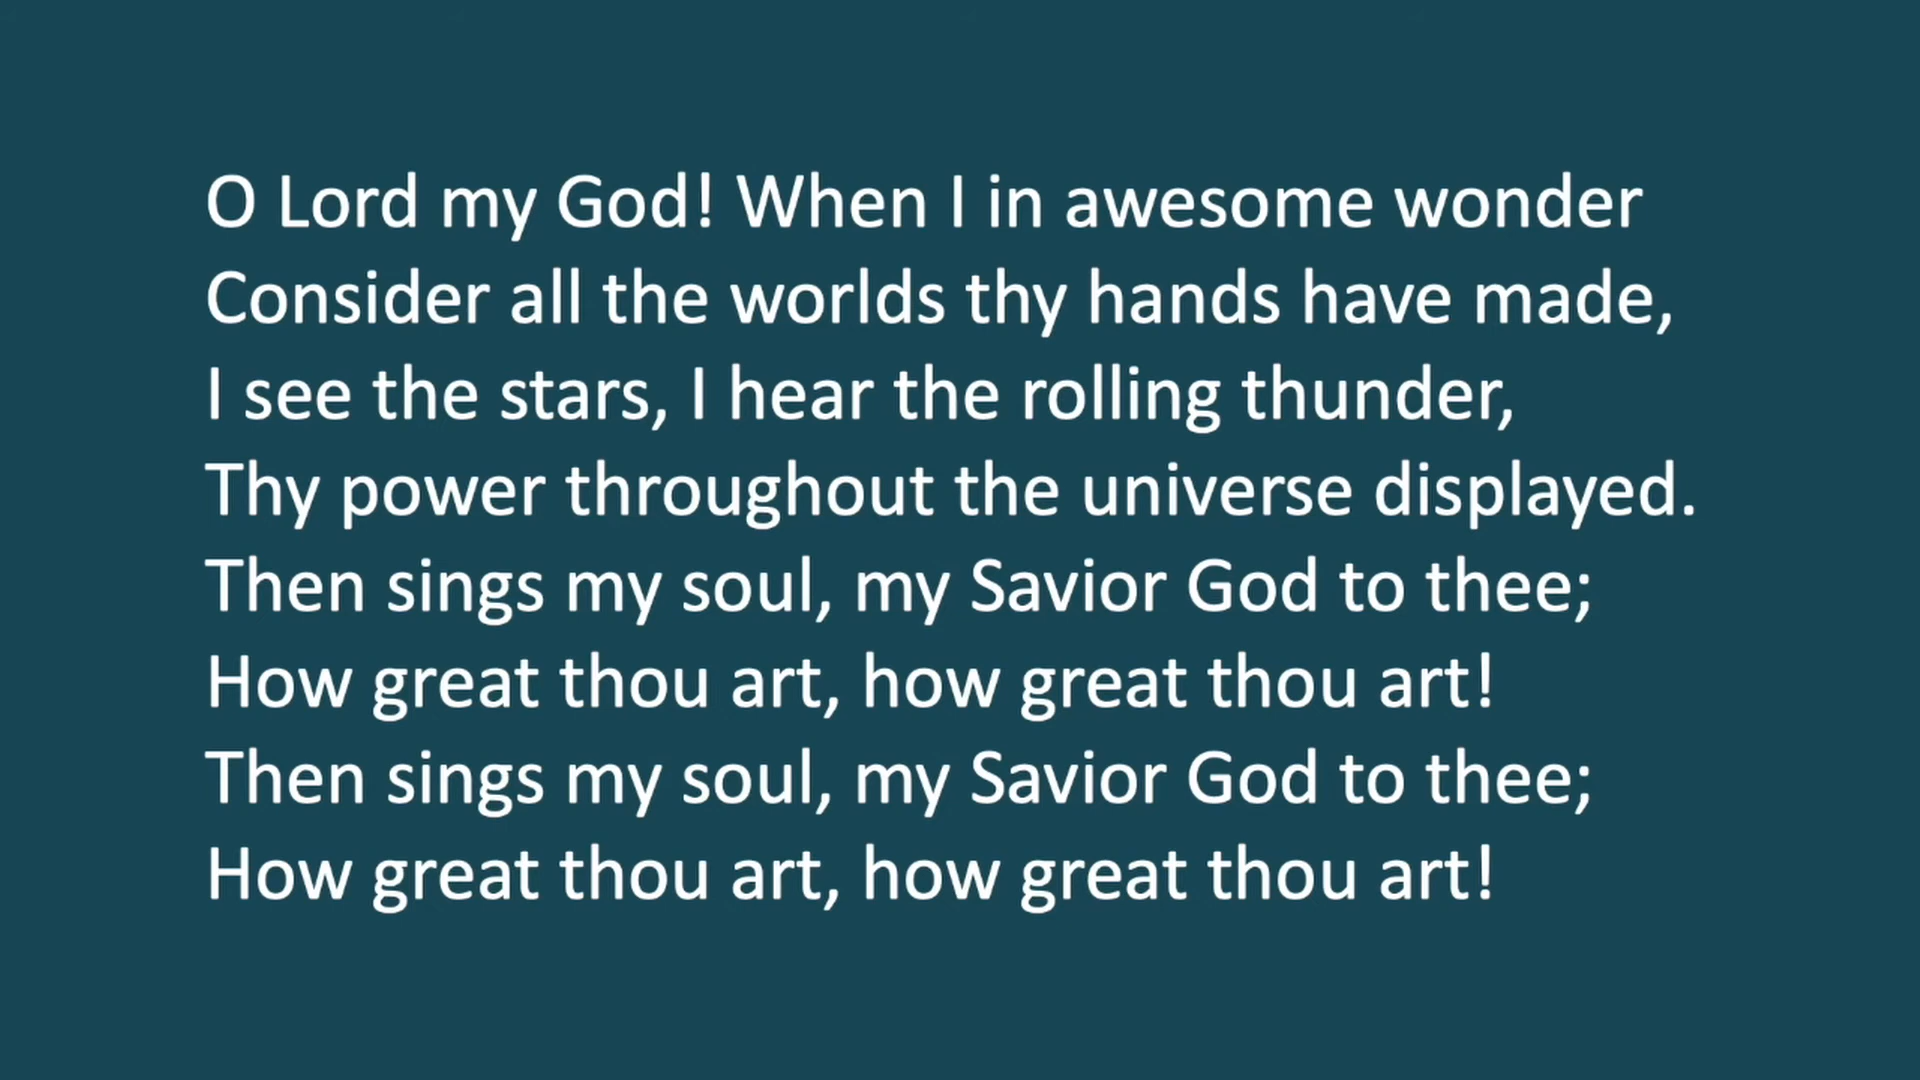 O Lord my God! When I in awesome wonder
Consider all the worlds thy hands have made,
I see the stars, I hear the rolling thunder,
Thy power throughout the universe displayed.
Then sings my soul, my Savior God to thee;
How great thou art, how great thou art!
Then sings my soul, my Savior God to thee;
How great thou art, how great thou art!